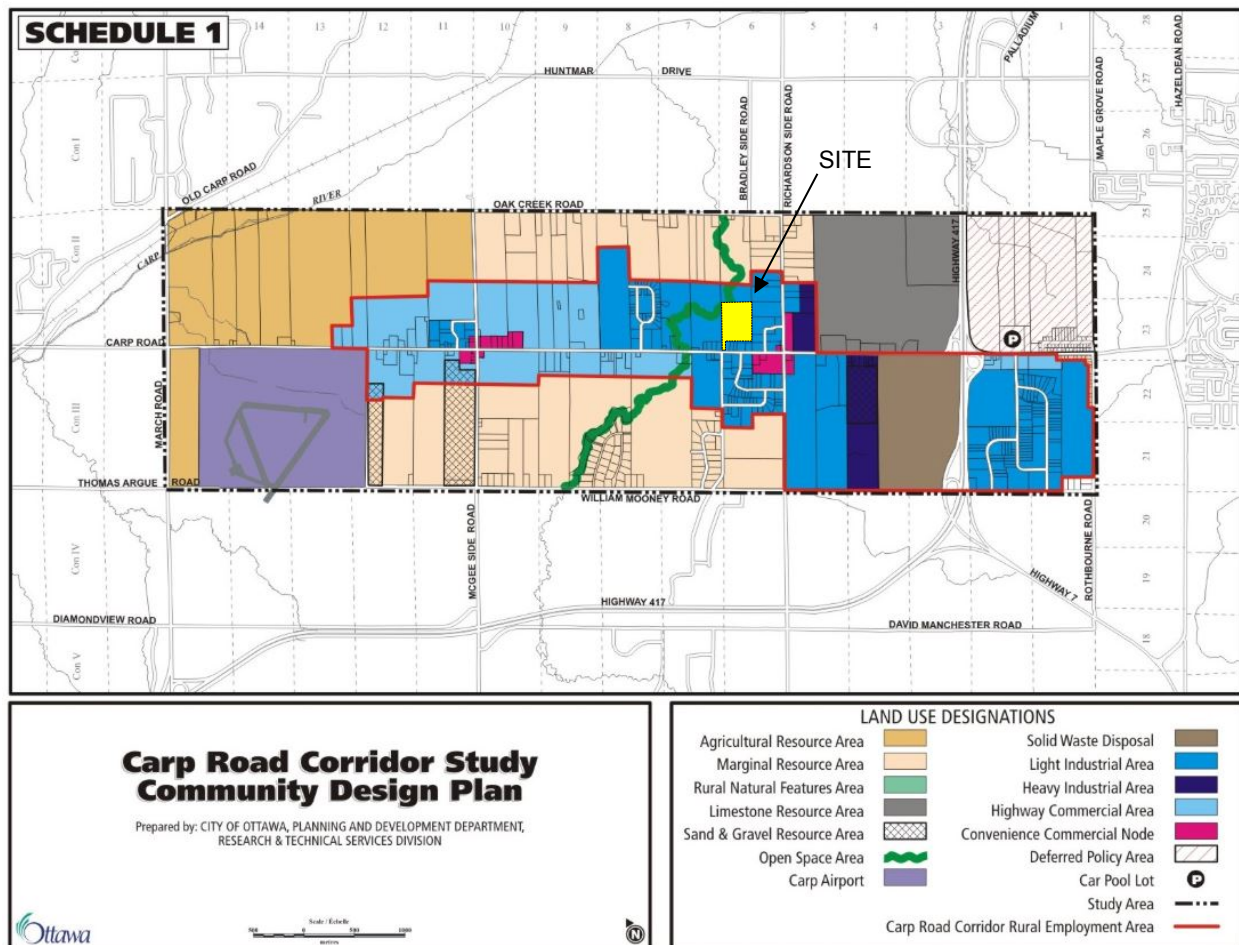 SCHEDULE 1
14
13
12
11
10
9
8
7
6
5
4
3
2
1
28
27
26
25
24
23
22
21
20
19
18
Con I
Con II
Con III
Con IV
Con V
HUNTMAR DRIVE
PALLADIUM
MAPLE GROVE ROAD
HAZELDEAN ROAD
BRADLEY SIDE ROAD
RICHARDSON SIDE ROAD
SITE
OLD CARP ROAD
CARP RIVER
OAK CREEK ROAD
HIGHWAY 417
CARP ROAD
P
MARCH ROAD
THOMAS ARGUE ROAD
WILLIAM MOONEY ROAD
MCGEE SIDE ROAD
ROTHBOURNE ROAD
HIGHWAY 7
HIGHWAY 417
DIAMONDVIEW ROAD
DAVID MANCHESTER ROAD
Carp Road Corridor Study
Community Design Plan
Prepared by: CITY OF OTTAWA, PLANNING AND DEVELOPMENT DEPARTMENT,
RESEARCH & TECHNICAL SERVICES DIVISION
Ottawa
Scale / Échelle
500 0 500 1000
metres
N
LAND USE DESIGNATIONS
Agricultural Resource Area
Marginal Resource Area
Rural Natural Features Area
Limestone Resource Area
Sand & Gravel Resource Area
Open Space Area
Carp Airport
Solid Waste Disposal
Light Industrial Area
Heavy Industrial Area
Highway Commercial Area
Convenience Commercial Node
Deferred Policy Area
Car Pool Lot
P
Study Area
Carp Road Corridor Rural Employment Area